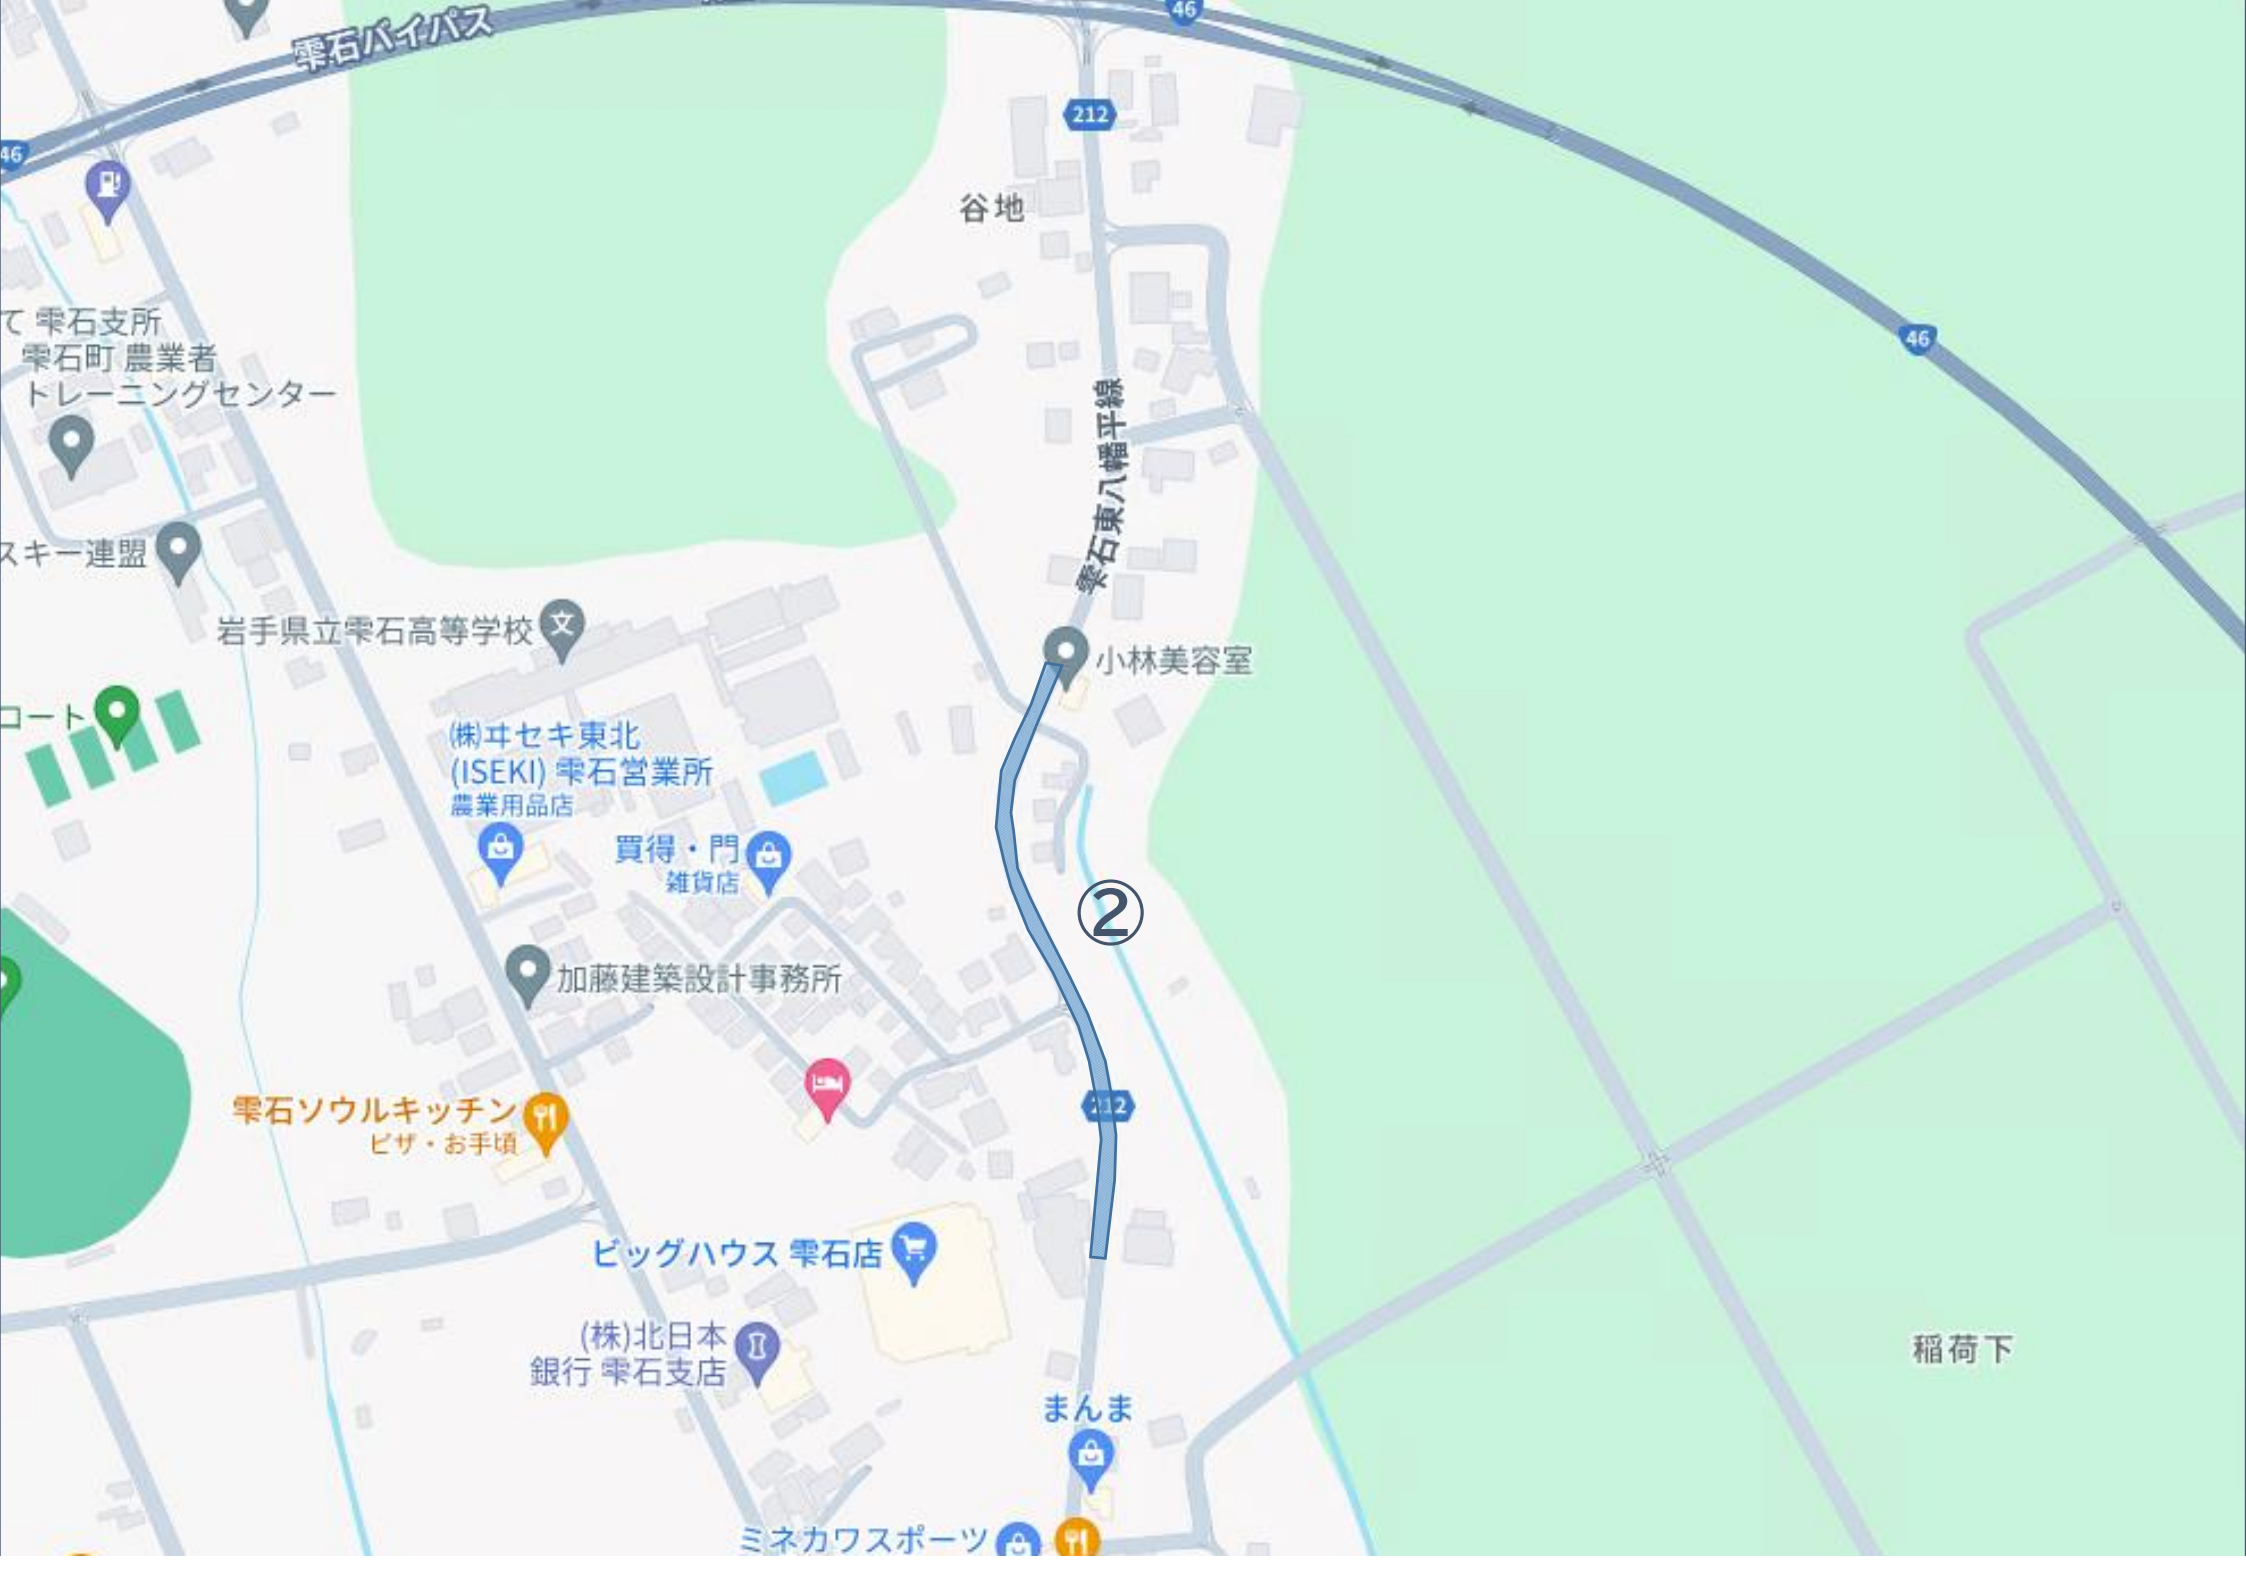 46
雫石バイパス
46
212
谷地
46
て 雫石支所
雫石町 農業者
トレーニングセンター
雫石東八幡平線
スキー連盟
岩手県立雫石高等学校
文
小林美容室
コート
㈱ヰセキ東北
(ISEKI) 雫石営業所
農業用品店
買得・門
雑貨店
②
加藤建築設計事務所
雫石ソウルキッチン
ピザ・お手頃
212
ビッグハウス 雫石店
(株)北日本
銀行 雫石支店
稲荷下
まんま
ミネカワスポーツ